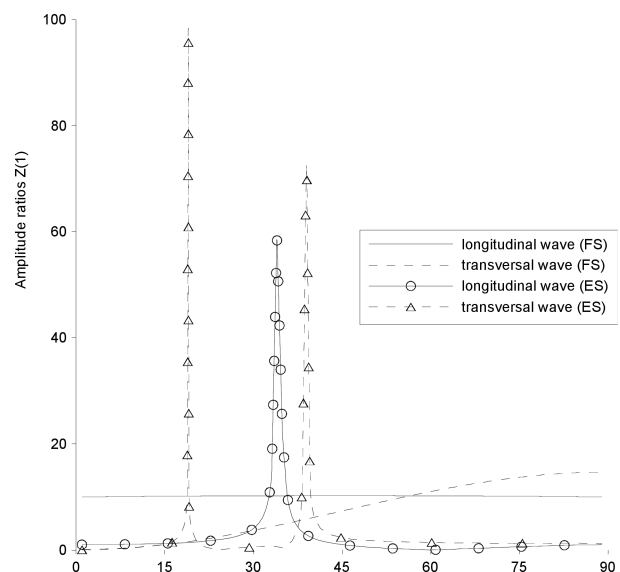 100
80
60
40
20
0
Amplitude ratios Z(1)
longitudinal wave (FS)
transversal wave (FS)
longitudinal wave (ES)
transversal wave (ES)
0 15 30 45 60 75 90